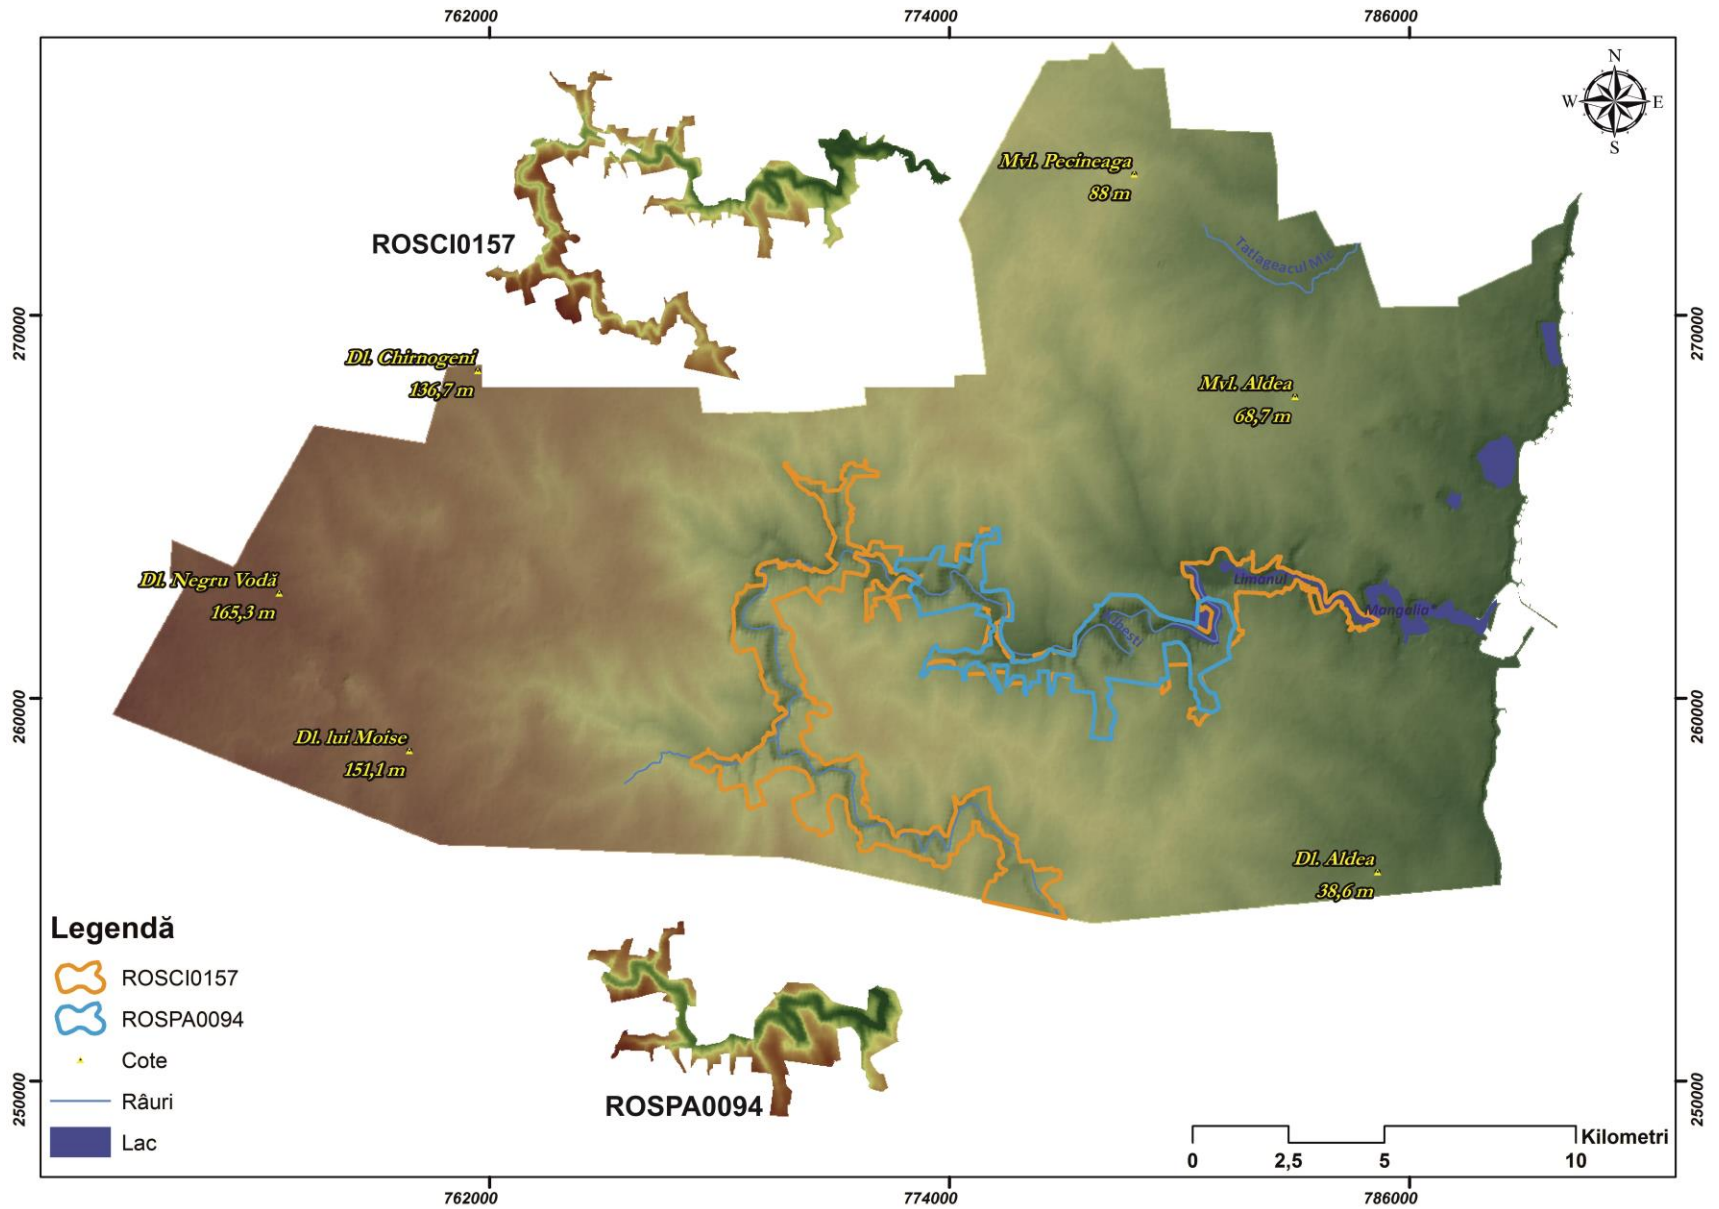 762000
774000
786000
N
W
E
S
Mvl. Pecineaga
88 m
ROSCI0157
Tatlageacul Mic
270000
270000
Dl. Chirnogeni
136,7 m
Mvl. Aldea
68,7 m
Dl. Negru Vodă
165,3 m
Limanul
Mangalia
260000
260000
Dl. lui Moise
151,1 m
Dl. Aldea
38,6 m
Legendă
ROSCI0157
ROSPA0094
Cote
Râuri
Lac
ROSPA0094
250000
250000
Kilometri
0
2,5
5
10
762000
774000
786000